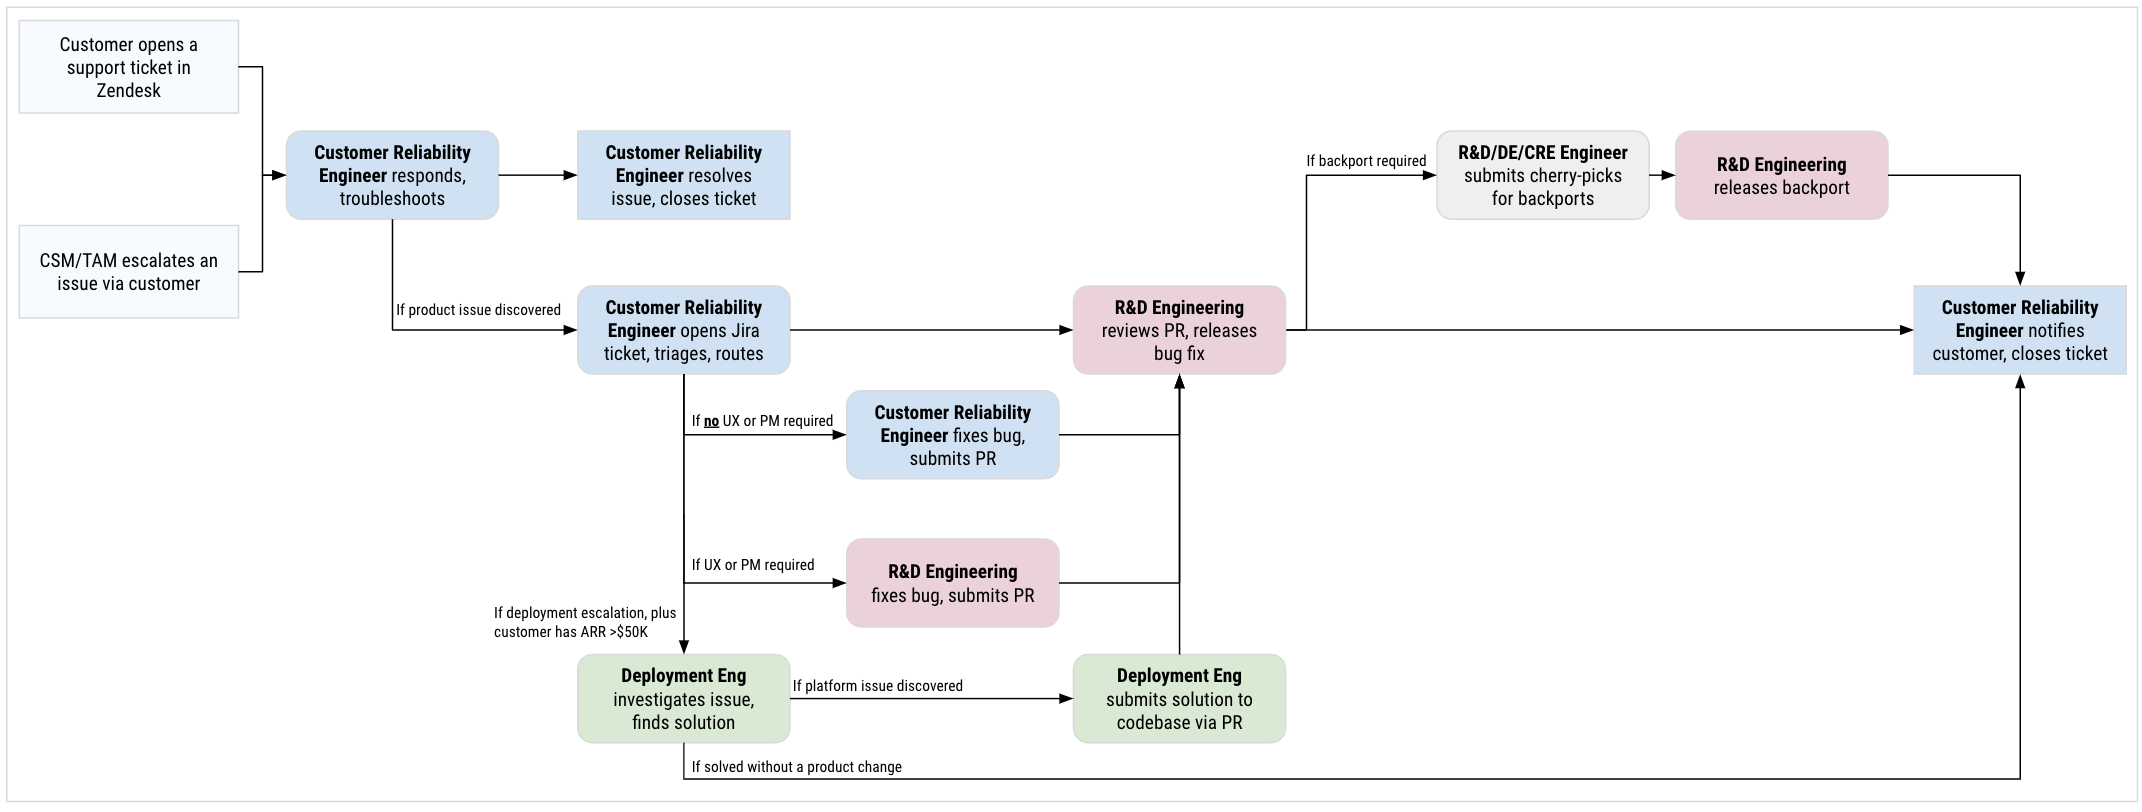 Customer opens a
support ticket in
Zendesk
CSM/TAM escalates an
issue via customer
Customer Reliability
Engineer responds,
troubleshoots
Customer Reliability
Engineer resolves
issue, closes ticket
If product issue discovered
Customer Reliability
Engineer opens Jira
ticket, triages, routes
If no UX or PM required
Customer Reliability
Engineer fixes bug,
submits PR
If UX or PM required
R&D Engineering
fixes bug, submits PR
If deployment escalation, plus
customer has ARR >$50K
Deployment Eng
investigates issue,
finds solution
If platform issue discovered
Deployment Eng
submits solution to
codebase via PR
If solved without a product change
R&D Engineering
reviews PR, releases
bug fix
If backport required
R&D/DE/CRE Engineer
submits cherry-picks
for backports
R&D Engineering
releases backport
Customer Reliability
Engineer notifies
customer, closes ticket